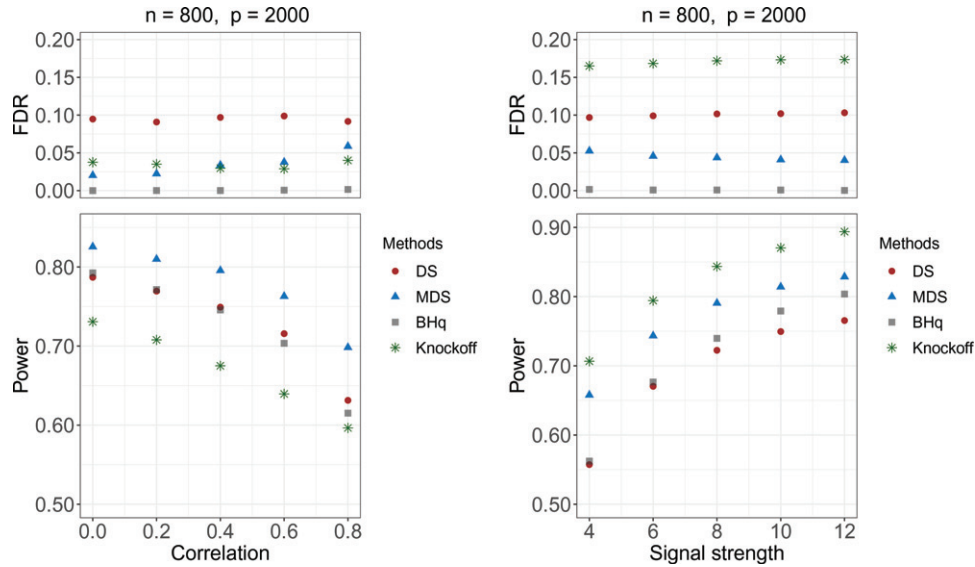 n = 800, p = 2000
FDR
0.20
0.15
0.10
0.05
0.00
Power
0.80
0.70
0.60
0.50
0.0 0.2 0.4 0.6 0.8
Correlation
Methods
DS
MDS
BHq
Knockoff
n = 800, p = 2000
FDR
0.20
0.15
0.10
0.05
0.00
Power
0.90
0.80
0.70
0.60
0.50
4 6 8 10 12
Signal strength
Methods
DS
MDS
BHq
Knockoff